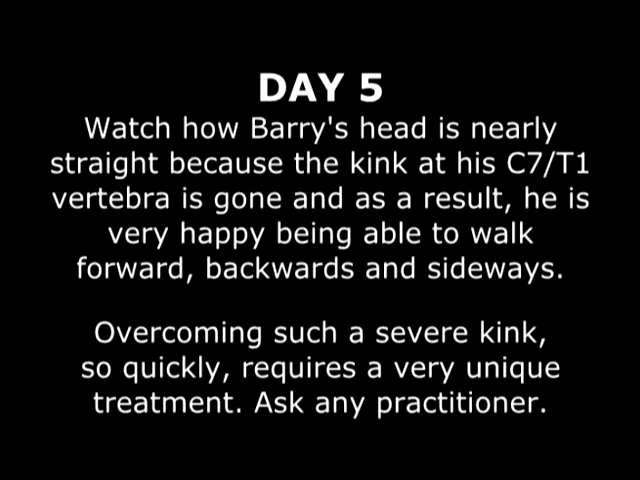 DAY 5
Watch how Barry's head is nearly
straight because the kink at his C7/T1
vertebra is gone and as a result, he is
very happy being able to walk
forward, backwards and sideways.
Overcoming such a severe kink,
so quickly, requires a very unique
treatment. Ask any practitioner.